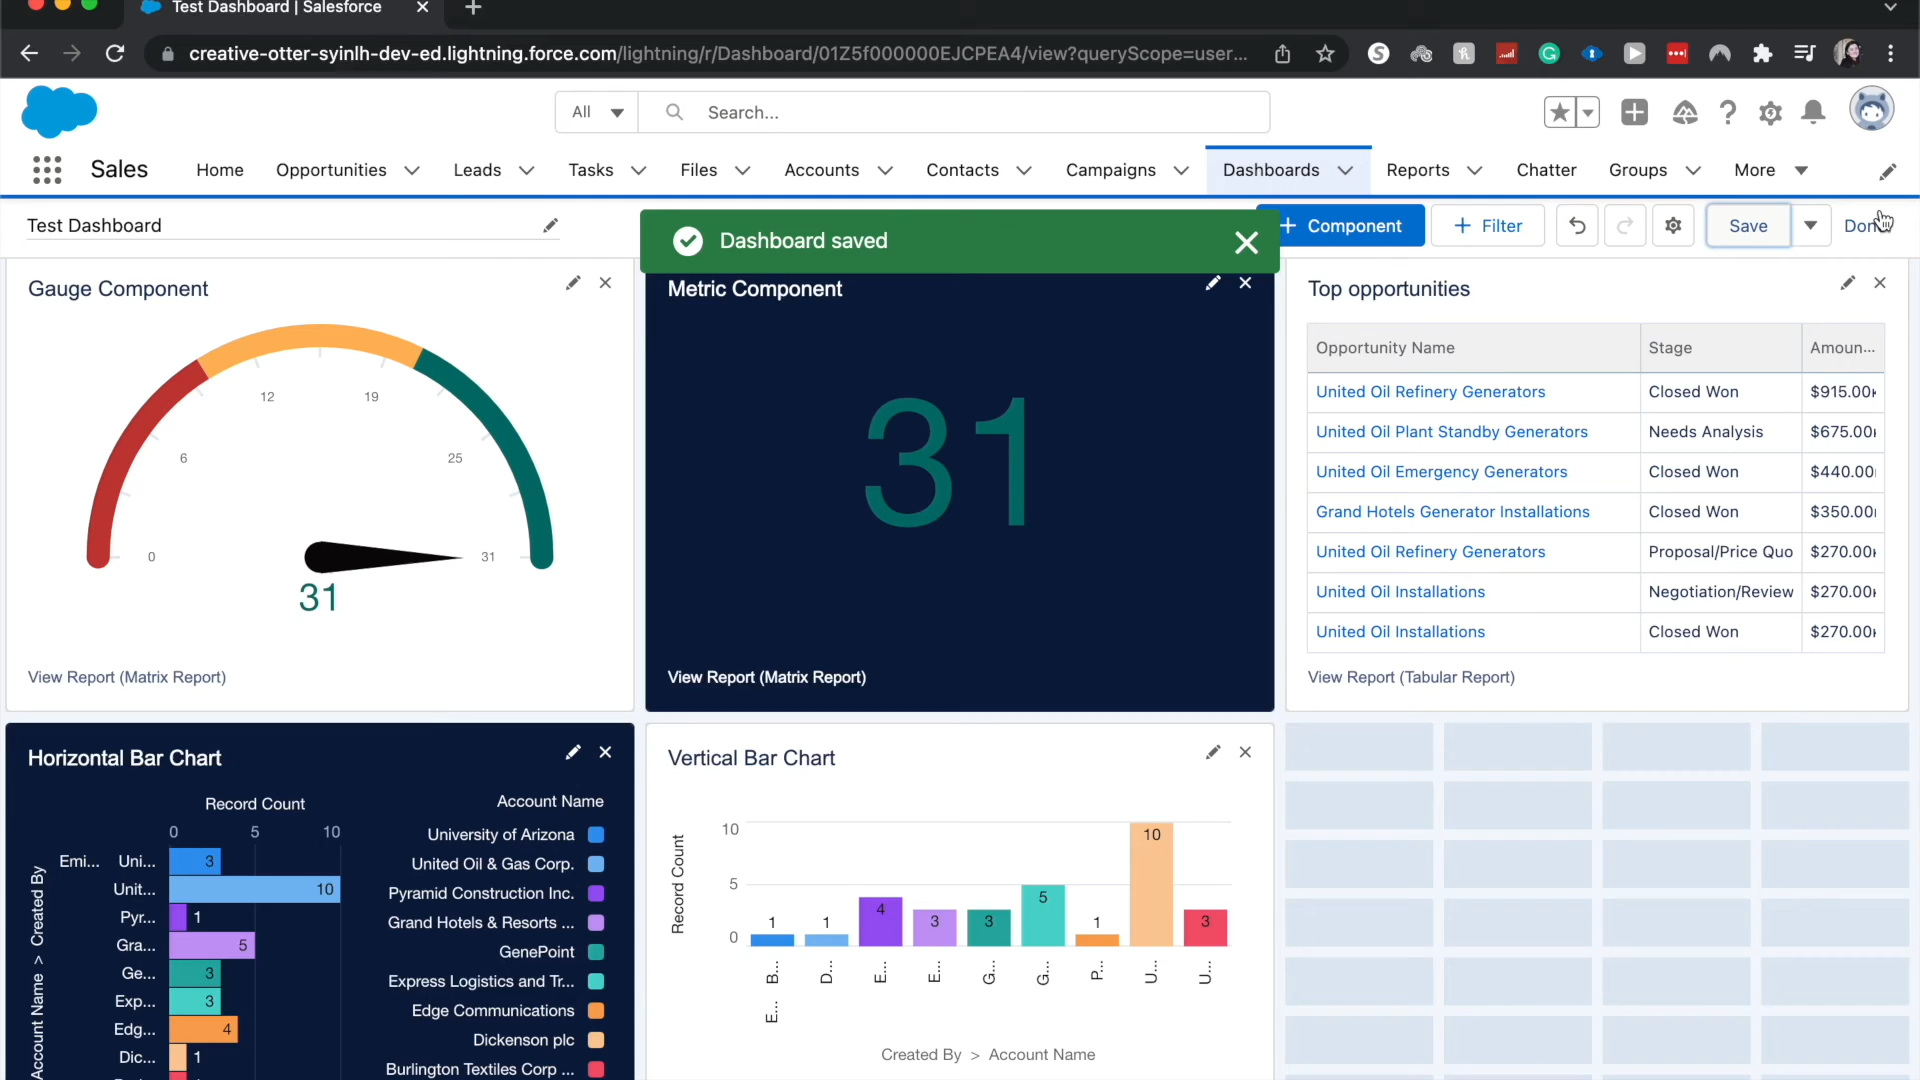 Test Dashboard | Salesforce
creative-otter-syinlh-dev-ed.lightning.force.com/lightning/r/Dashboard/01Z5f000000EJCPEA4/view?queryScope=user...
All
Search...
Sales
Home
Opportunities
Leads
Tasks
Files
Accounts
Contacts
Campaigns
Dashboards
Reports
Chatter
Groups
More
Test Dashboard
Dashboard saved
+ Component
+ Filter
Save
Gauge Component
0
6
12
19
25
31
31
View Report (Matrix Report)
Metric Component
31
View Report (Matrix Report)
Top opportunities
Opportunity Name Stage Amoun...
United Oil Refinery Generators Closed Won $915.00
United Oil Plant Standby Generators Needs Analysis $675.00
United Oil Emergency Generators Closed Won $440.00
Grand Hotels Generator Installations Closed Won $350.00
United Oil Refinery Generators Proposal/Price Quo $270.00
United Oil Installations Negotiation/Review $270.00
United Oil Installations Closed Won $270.00
View Report (Tabular Report)
Horizontal Bar Chart
Record Count
0 5 10
Account Name > Created By
Emi... Uni... 3
Unit... 10
Pyr... 1
Gra... 5
Ge... 3
Exp... 3
Edg... 4
Dic... 1
Account Name
University of Arizona
United Oil & Gas Corp.
Pyramid Construction Inc.
Grand Hotels & Resorts ...
GenePoint
Express Logistics and Tr...
Edge Communications
Dickenson plc
Burlington Textiles Corp ...
Vertical Bar Chart
Record Count
10
5
0
1 1 4 3 3 5 1 10 3
B... D... E... E... G... G... P... U... U...
E...
Created By > Account Name